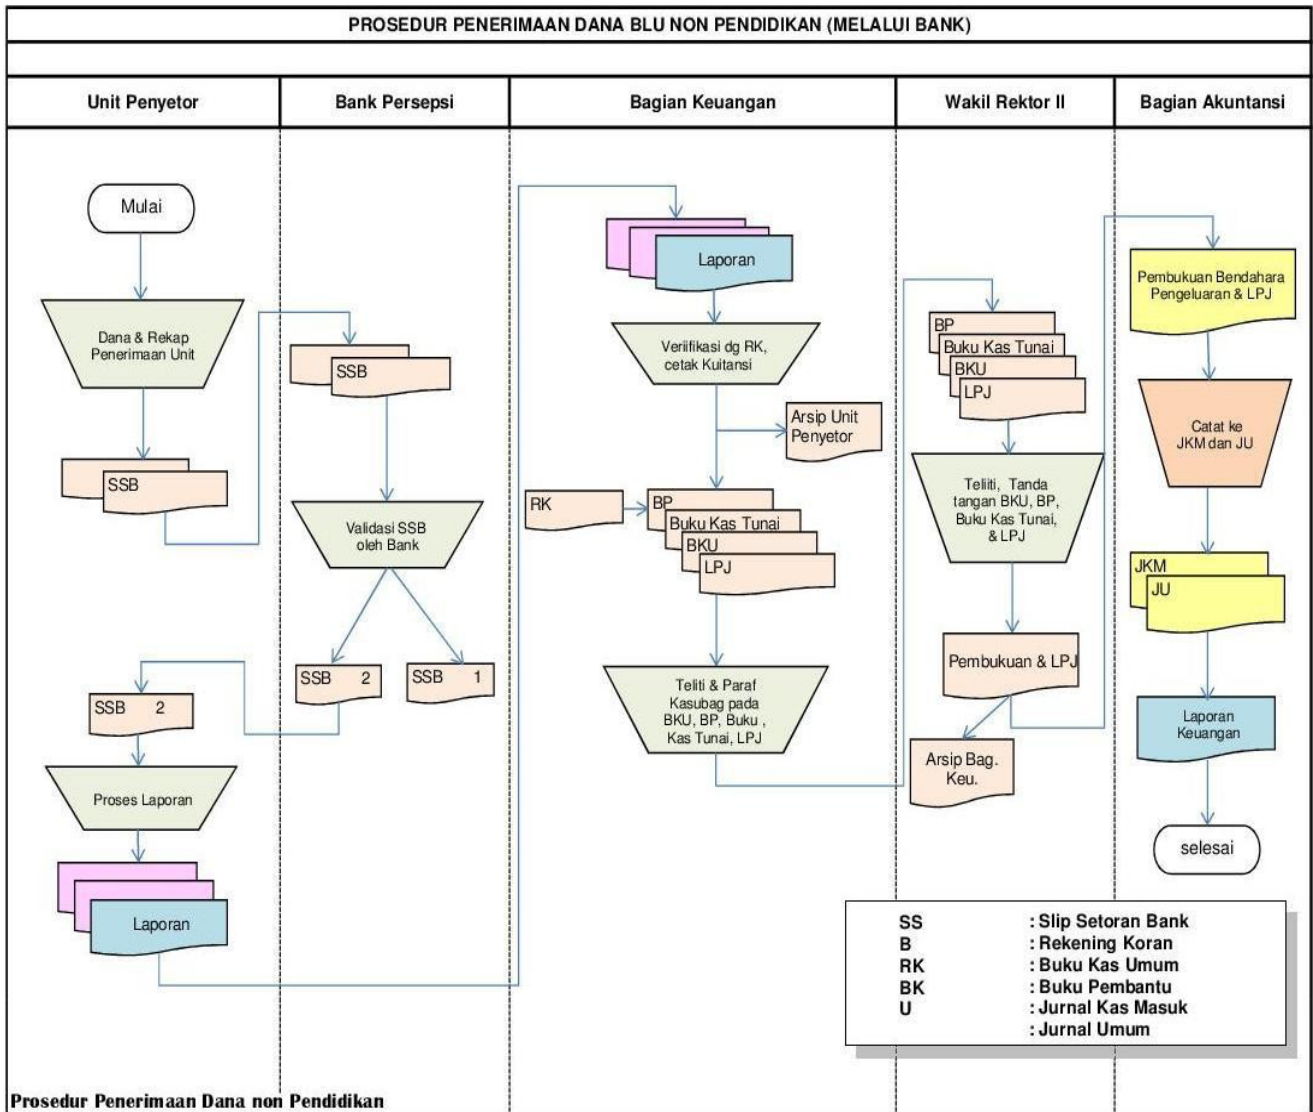 PROSEDUR PENERIMAAN DANA BLU NON PENDIDIKAN (MELALUI BANK)
Unit Penyetor
Bank Persepsi
Bagian Keuangan
Wakil Rektor II
Bagian Akuntansi
Mulai
Dana & Rekap
Penerimaan Unit
SSB
SSB 2
Proses Laporan
Laporan
SSB
Validasi SSB
oleh Bank
SSB 2
SSB 1
Laporan
Veriifikasi dg RK,
cetak Kuitansi
Arsip Unit
Penyetor
RK
BP
Buku Kas Tunai
BKU
LPJ
Teliti & Paraf
Kasubag pada
BKU, BP, Buku ,
Kas Tunai, LPJ
BP
Buku Kas Tunai
BKU
LPJ
Teliiti, Tanda
tangan BKU, BP,
Buku Kas Tunai,
& LPJ
Pembukuan & LPJ
Arsip Bag.
Keu.
Pembukuan Bendahara
Pengeluaran & LPJ
Catat ke
JKM dan JU
JKM
JU
Laporan
Keuangan
selesai
SS : Slip Setoran Bank
B : Rekening Koran
RK : Buku Kas Umum
BK : Buku Pembantu
U : Jurnal Kas Masuk
: Jurnal Umum
Prosedur Penerimaan Dana non Pendidikan